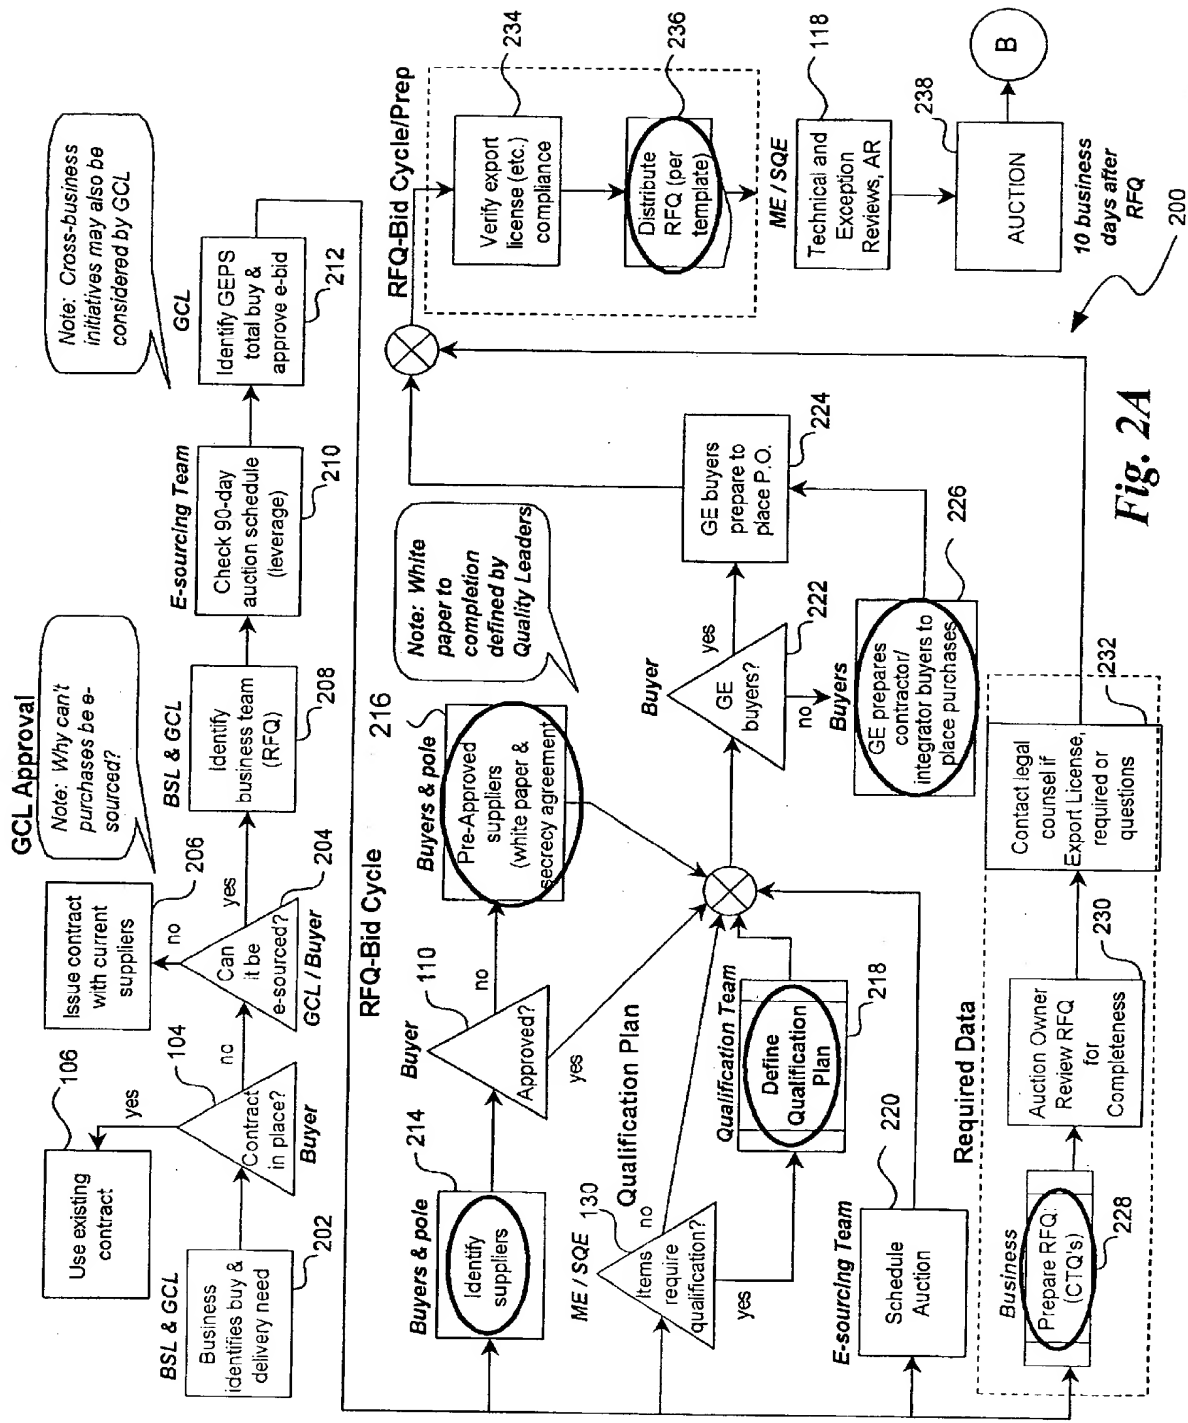 GCL Approval
Note: Why can't
purchases be e-
sourced?
Note: Cross-business
initiatives may also be
considered by GCL
106
Use existing
contract
yes
104
Contract
in place?
Buyer
no
BSL & GCL
Business
identifies buy &
delivery need
202
206
Issue contract
with current
suppliers
no
Can
it be
e-sourced?
204
GCL / Buyer
yes
BSL & GCL
Identify
business team
(RFQ)
208
E-sourcing Team
Check 90-day
auction schedule
(leverage)
210
GCL
Identify GEPS
total buy &
approve e-bid
212
RFQ-Bid Cycle
Buyers & pole
214
Identify
suppliers
Buyer
110
Approved?
no
yes
Buyers & pole
216
Pre-Approved
suppliers
(white paper &
secrecy agreement
Note: White
paper to
completion
defined by
Quality Leaders
Qualification Plan
ME / SQE
130
Items
require
qualification?
no
yes
Qualification Team
Define
Qualification
Plan
218
E-sourcing Team
220
Schedule
Auction
Buyer
GE
buyers?
222
yes
no
GE buyers
prepare to
place P.O.
224
Buyers
GE prepares
contractor/
integrator buyers to
place purchases
226
Required Data
Business
Prepare RFQ:
(CTQ's)
228
Auction Owner
Review RFQ
for
Completeness
230
Contact legal
counsel if
Export License,
required or
questions
232
RFQ-Bid Cycle/Prep
Verify export
license (etc.)
compliance
234
Distribute
RFQ (per
template)
236
ME / SQE
Technical and
Exception
Reviews, AR
118
AUCTION
238
10 business
days after
RFQ
B
200
Fig. 2A